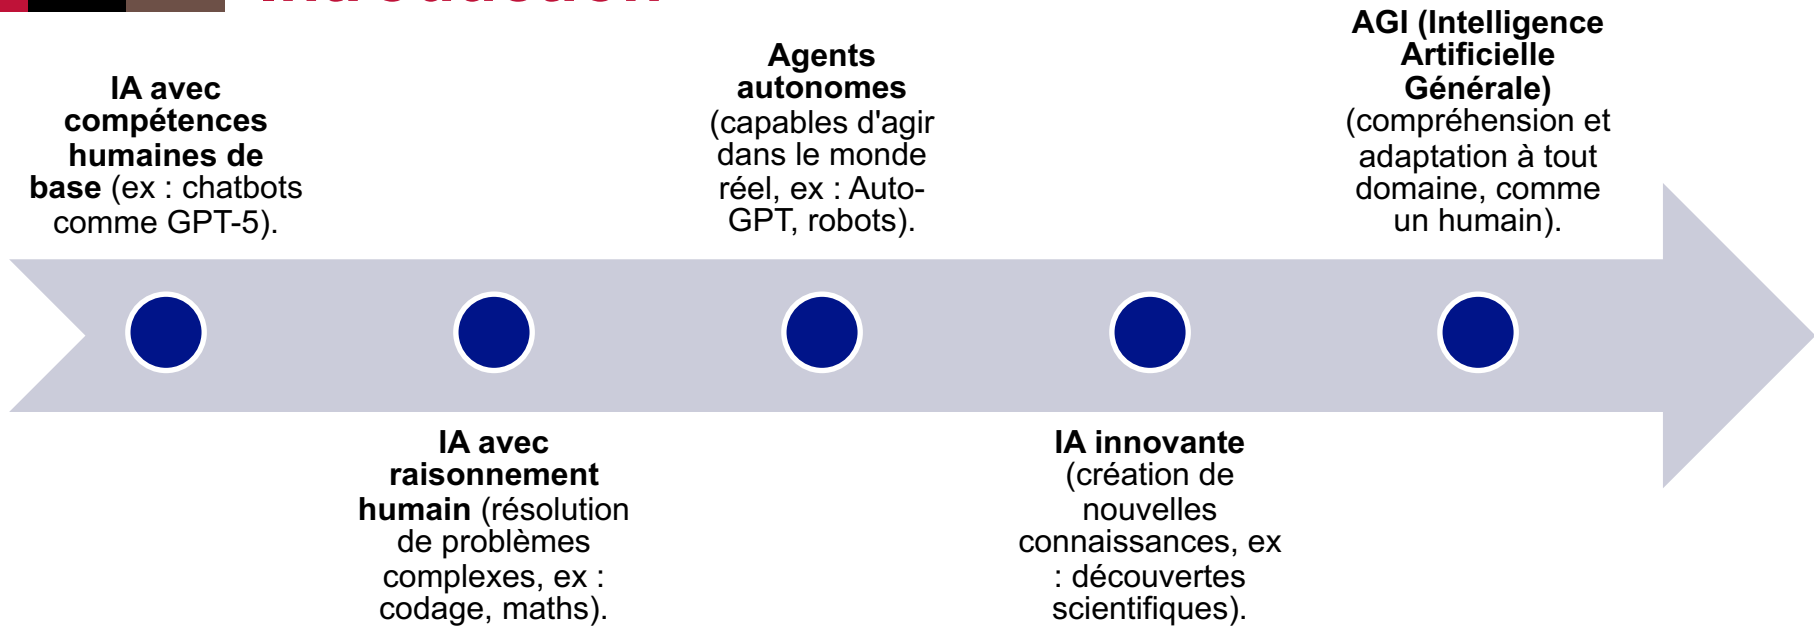 Introduction
IA avec
compétences
humaines de
base (ex : chatbots
comme GPT-5).
IA avec
raisonnement
humain (résolution
de problèmes
complexes, ex :
codage, maths).
Agents
autonomes
(capables d'agir
dans le monde
réel, ex : Auto-
GPT, robots).
IA innovante
(création de
nouvelles
connaissances, ex
: découvertes
scientifiques).
AGI (Intelligence
Artificielle
Générale)
(compréhension et
adaptation à tout
domaine, comme
un humain).